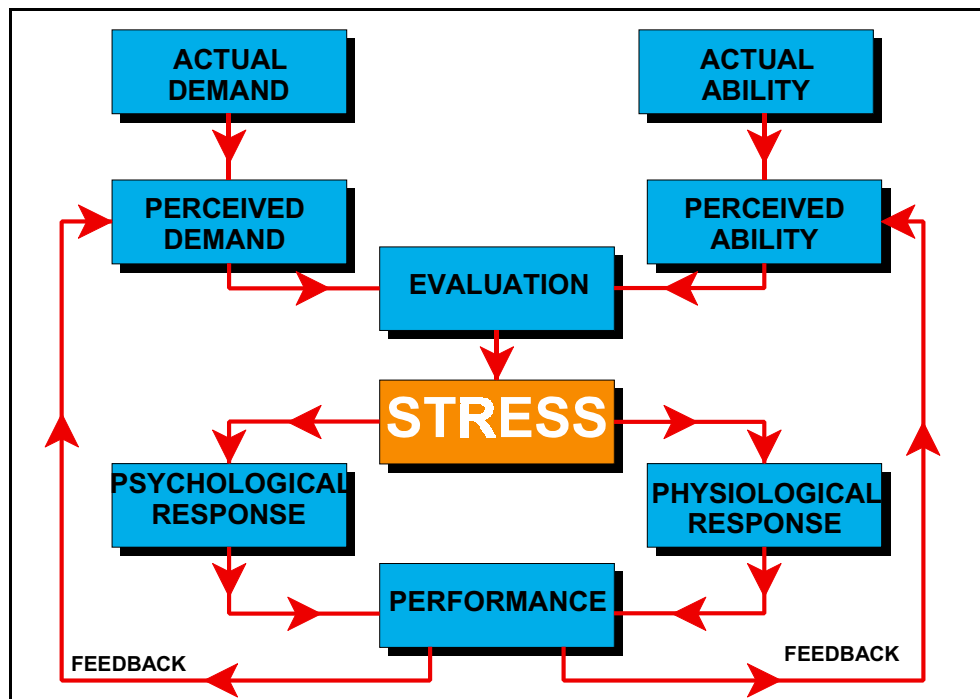 ACTUAL
DEMAND
ACTUAL
ABILITY
PERCEIVED
DEMAND
PERCEIVED
ABILITY
EVALUATION
STRESS
PSYCHOLOGICAL
RESPONSE
PHYSIOLOGICAL
RESPONSE
PERFORMANCE
FEEDBACK
FEEDBACK